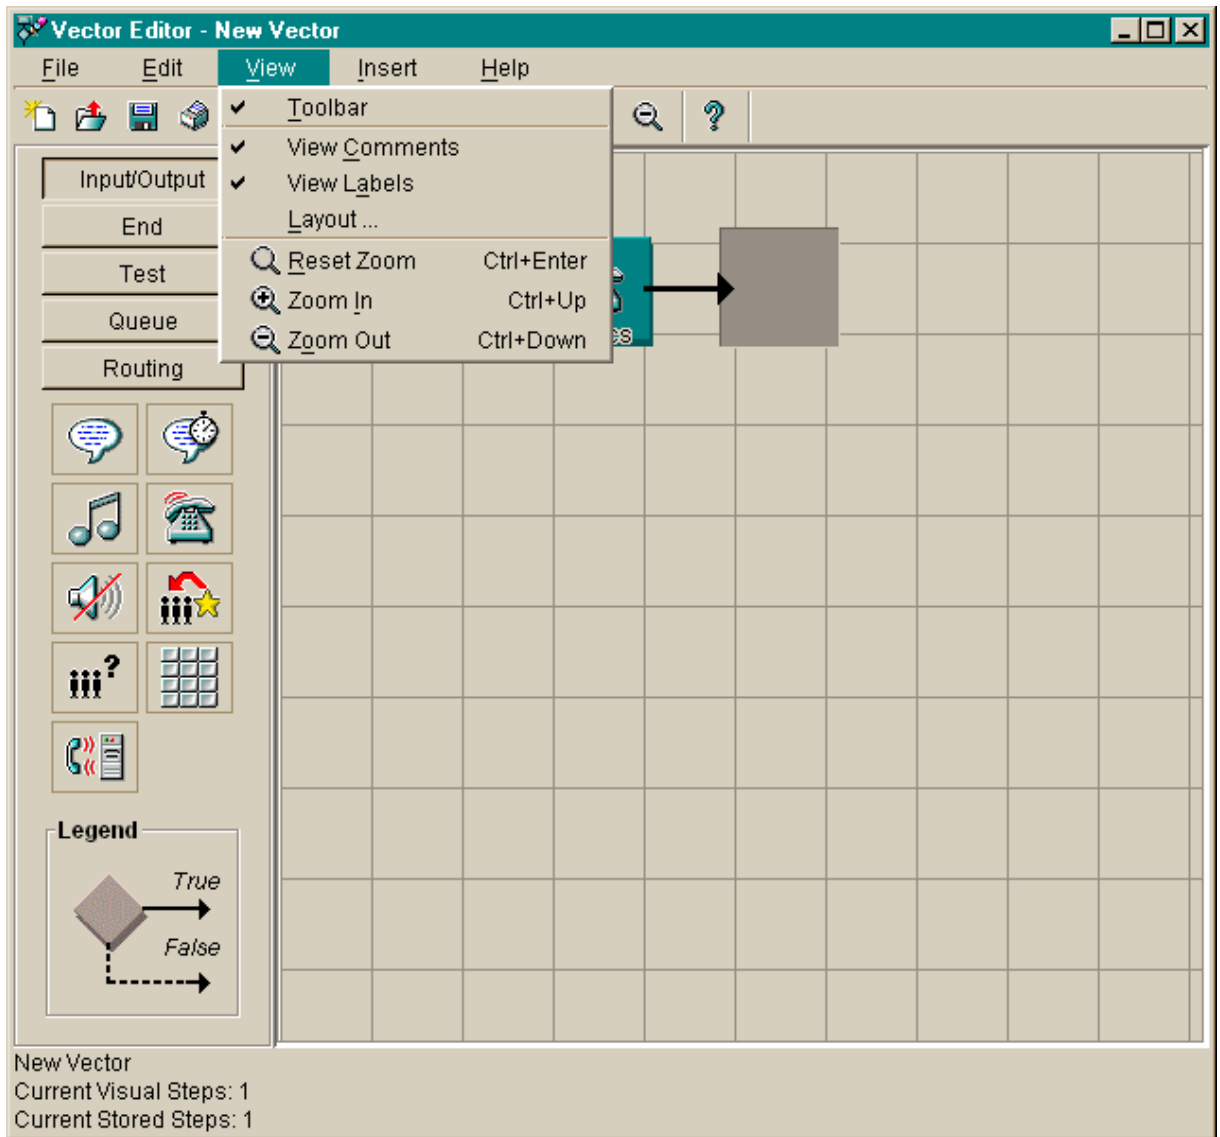 Vector Editor - New Vector
File Edit View Insert Help
Toolbar
View Comments
View Labels
Layout ...
Reset Zoom Ctrl+Enter
Zoom In Ctrl+Up
Zoom Out Ctrl+Down
Input/Output
End
Test
Queue
Routing
?
Legend
True
False
New Vector
Current Visual Steps: 1
Current Stored Steps: 1